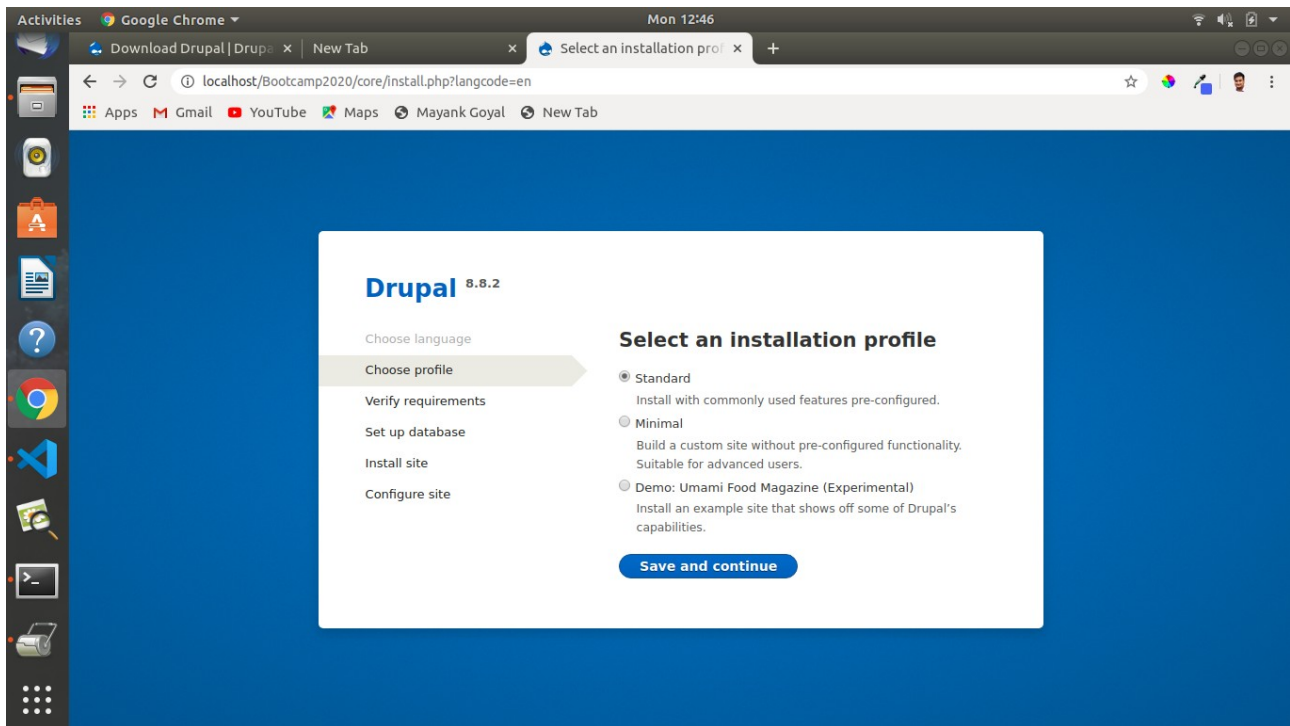 Activities Google Chrome Mon 12:46
Download Drupal | Drupa New Tab Select an installation prof
localhost/Bootcamp2020/core/install.php?langcode=en
Apps Gmail YouTube Maps Mayank Goyal New Tab
Drupal 8.8.2
Choose language
Choose profile
Verify requirements
Set up database
Install site
Configure site
Select an installation profile
Standard
Install with commonly used features pre-configured.
Minimal
Build a custom site without pre-configured functionality.
Suitable for advanced users.
Demo: Umami Food Magazine (Experimental)
Install an example site that shows off some of Drupal's
capabilities.
Save and continue